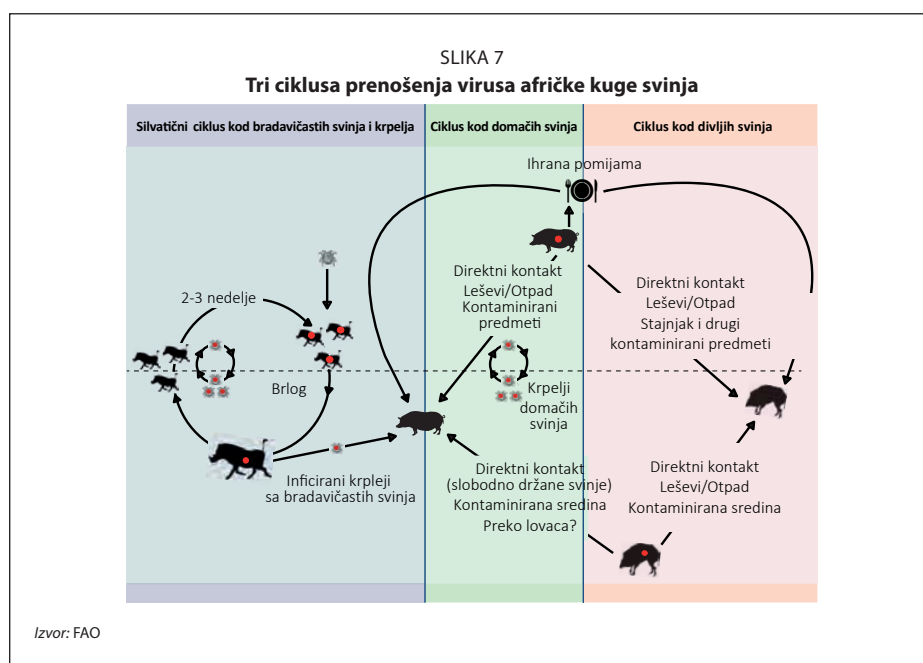 SLIKA 7
Tri ciklusa prenošenja virusa afričke kuge svinja
Silvatični ciklus kod bradavičastih svinja i krpelja
Ciklus kod domačih svinja
Ciklus kod divljih svinja
Ihrana pomijama
2-3 nedelje
Brlog
Inficirani krpleji
sa bradavičastih svinja
Direktni kontakt
Leševi/Otpad
Kontaminirani
predmeti
Krpelji
domačih
svinja
Direktni kontakt
(slobodno držane svinje)
Kontaminirana sredina
Preko lovaca?
Direktni kontakt
Leševi/Otpad
Stajnjak i drugi
kontaminirani predmeti
Direktni kontakt
Leševi/Otpad
Kontaminirana sredina
Izvor: FAO